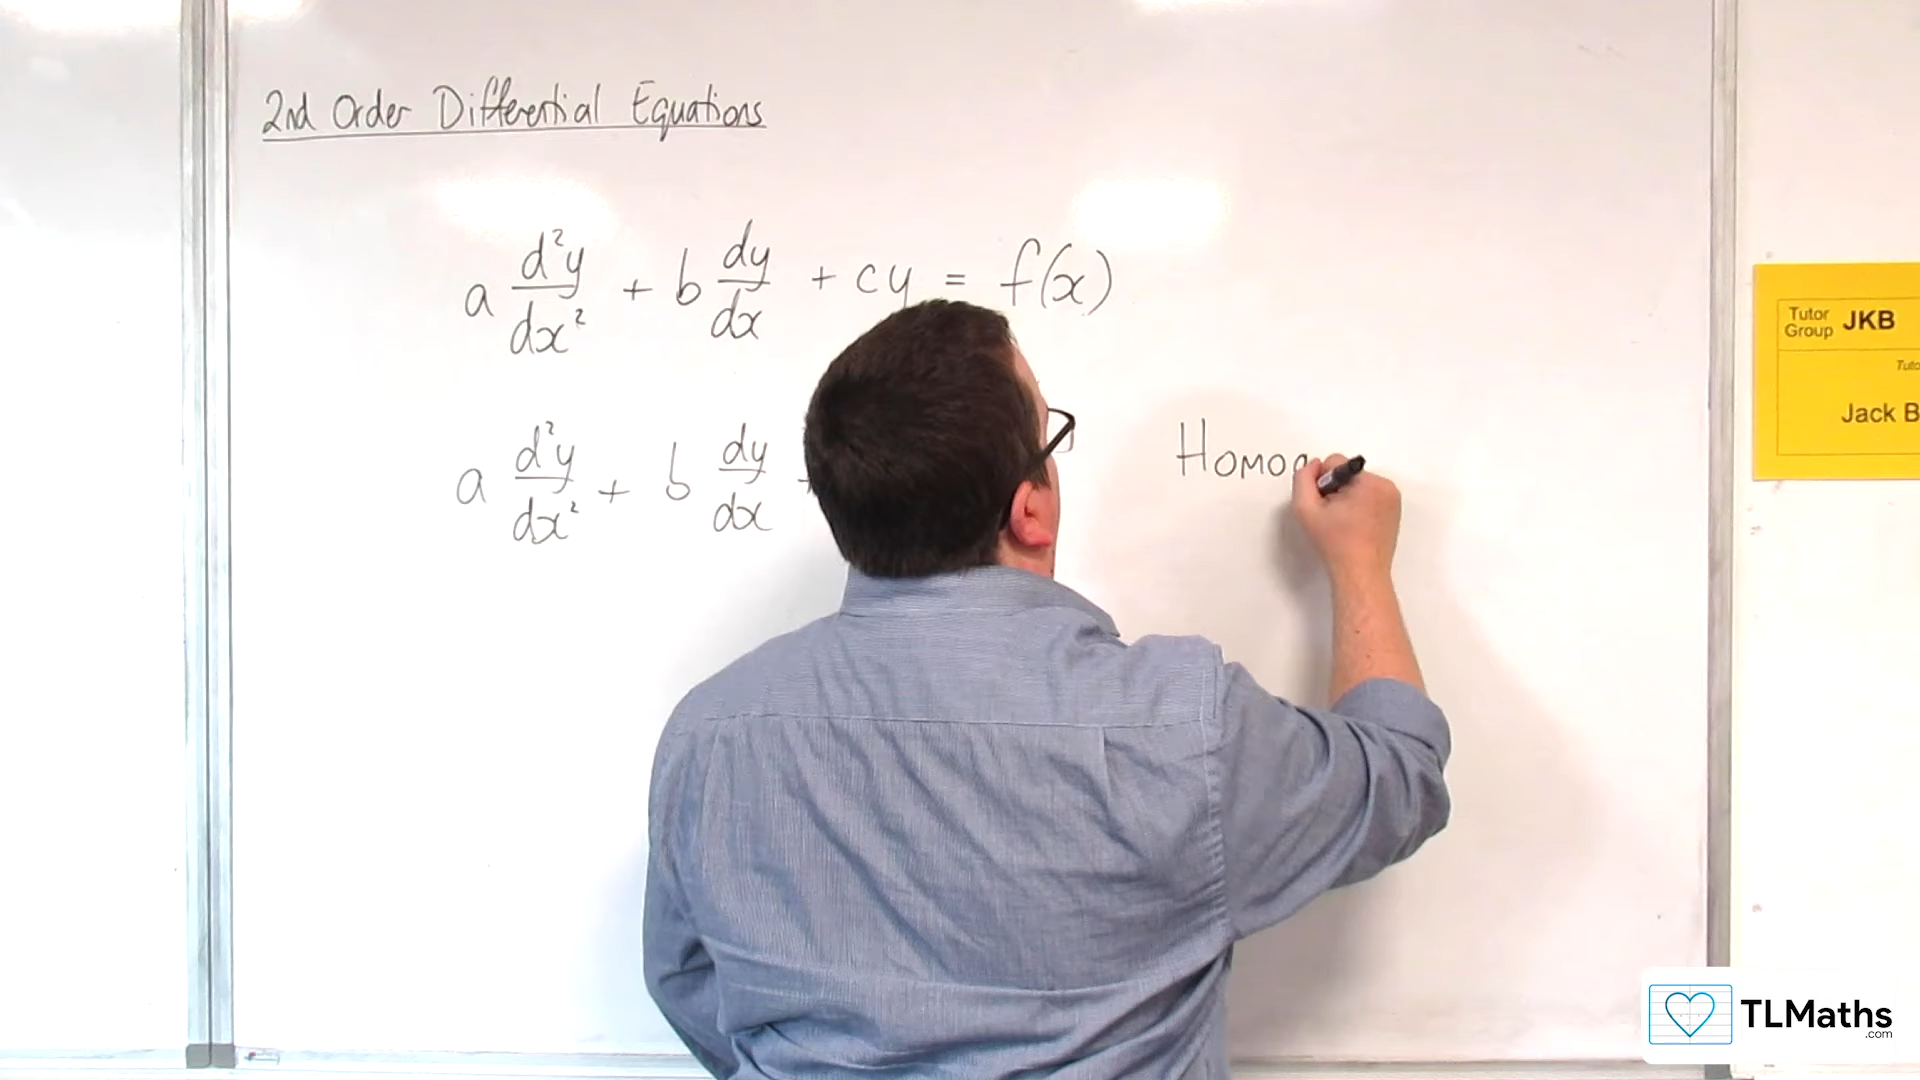 2nd Order Differential Equations
a d²y/dx² + b dy/dx + cy = f(x)
a d²y/dx² + b dy/dx +
Homog
Tutor Group JKB
Jack B
TLMaths
.com